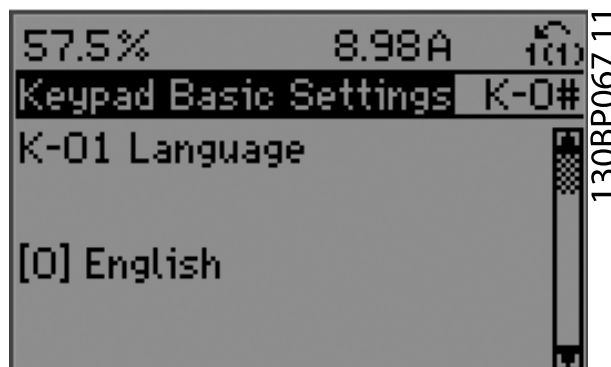 57.5% 8.98A 1(1)
Keypad Basic Settings K-0#
K-01 Language
[0] English
130BP067.11